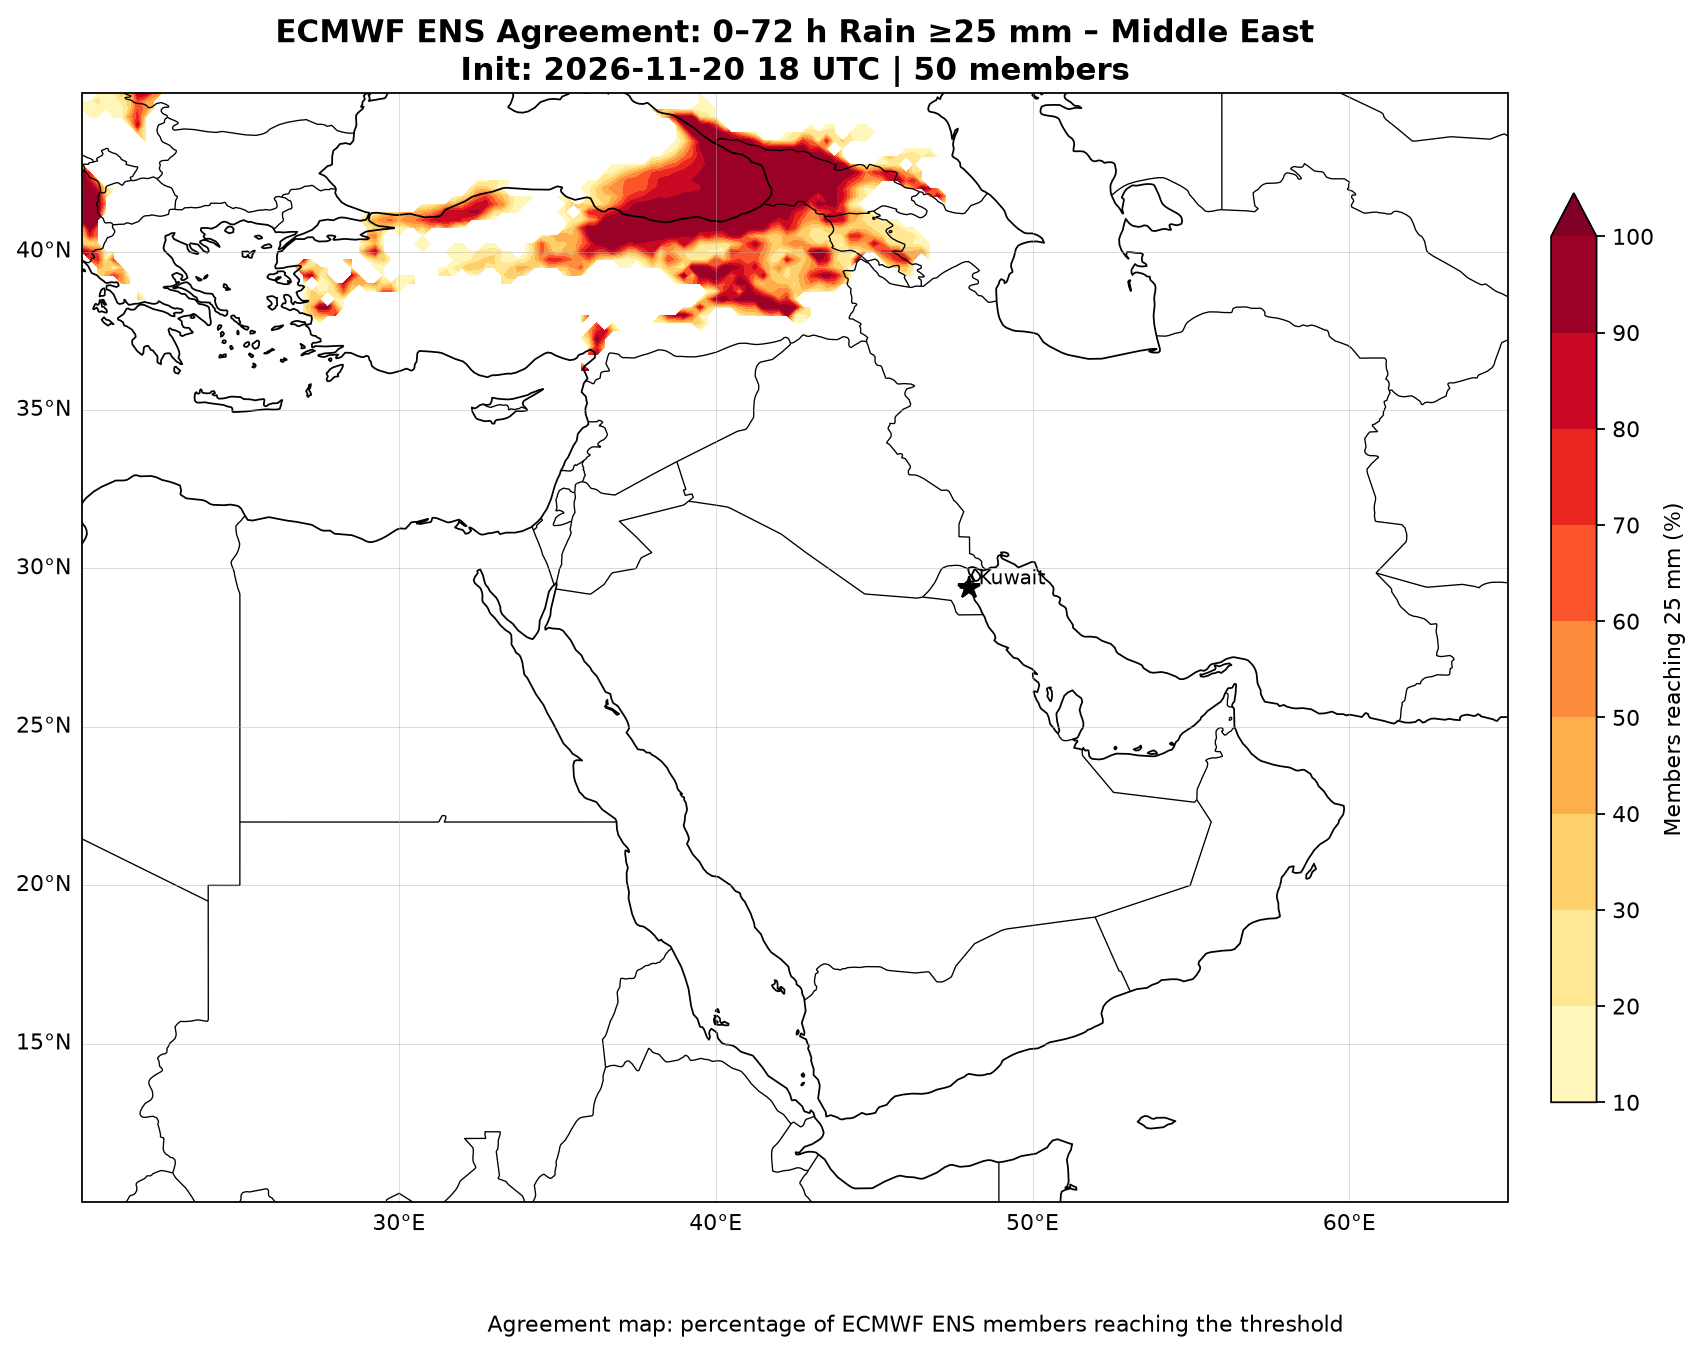 ECMWF ENS Agreement: 0–72 h Rain ≥25 mm – Middle East
Init: 2026-11-20 18 UTC | 50 members
40°N
35°N
30°N
25°N
20°N
15°N
30°E
40°E
50°E
60°E
Kuwait
100
90
80
70
60
50
40
30
20
10
Members reaching 25 mm (%)
Agreement map: percentage of ECMWF ENS members reaching the threshold